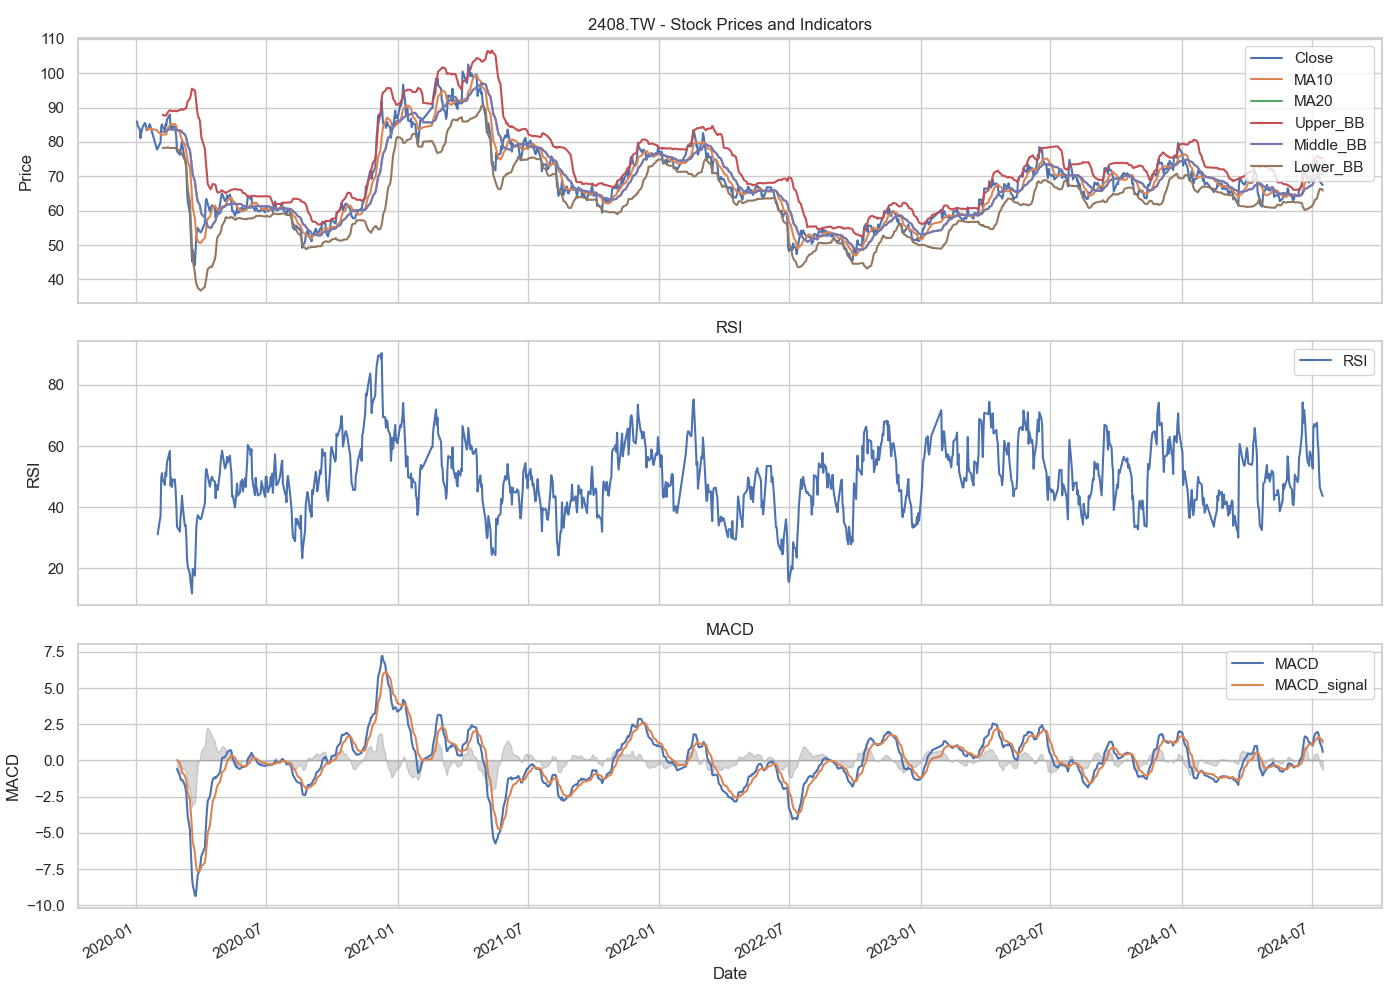 2408.TW - Stock Prices and Indicators
110
100
90
80
70
60
50
40
Price
Close
MA10
MA20
Upper_BB
Middle_BB
Lower_BB
RSI
80
60
40
20
RSI
RSI
MACD
7.5
5.0
2.5
0.0
−2.5
−5.0
−7.5
−10.0
MACD
MACD
MACD_signal
2020-01
2020-07
2021-01
2021-07
2022-01
2022-07
2023-01
2023-07
2024-01
2024-07
Date